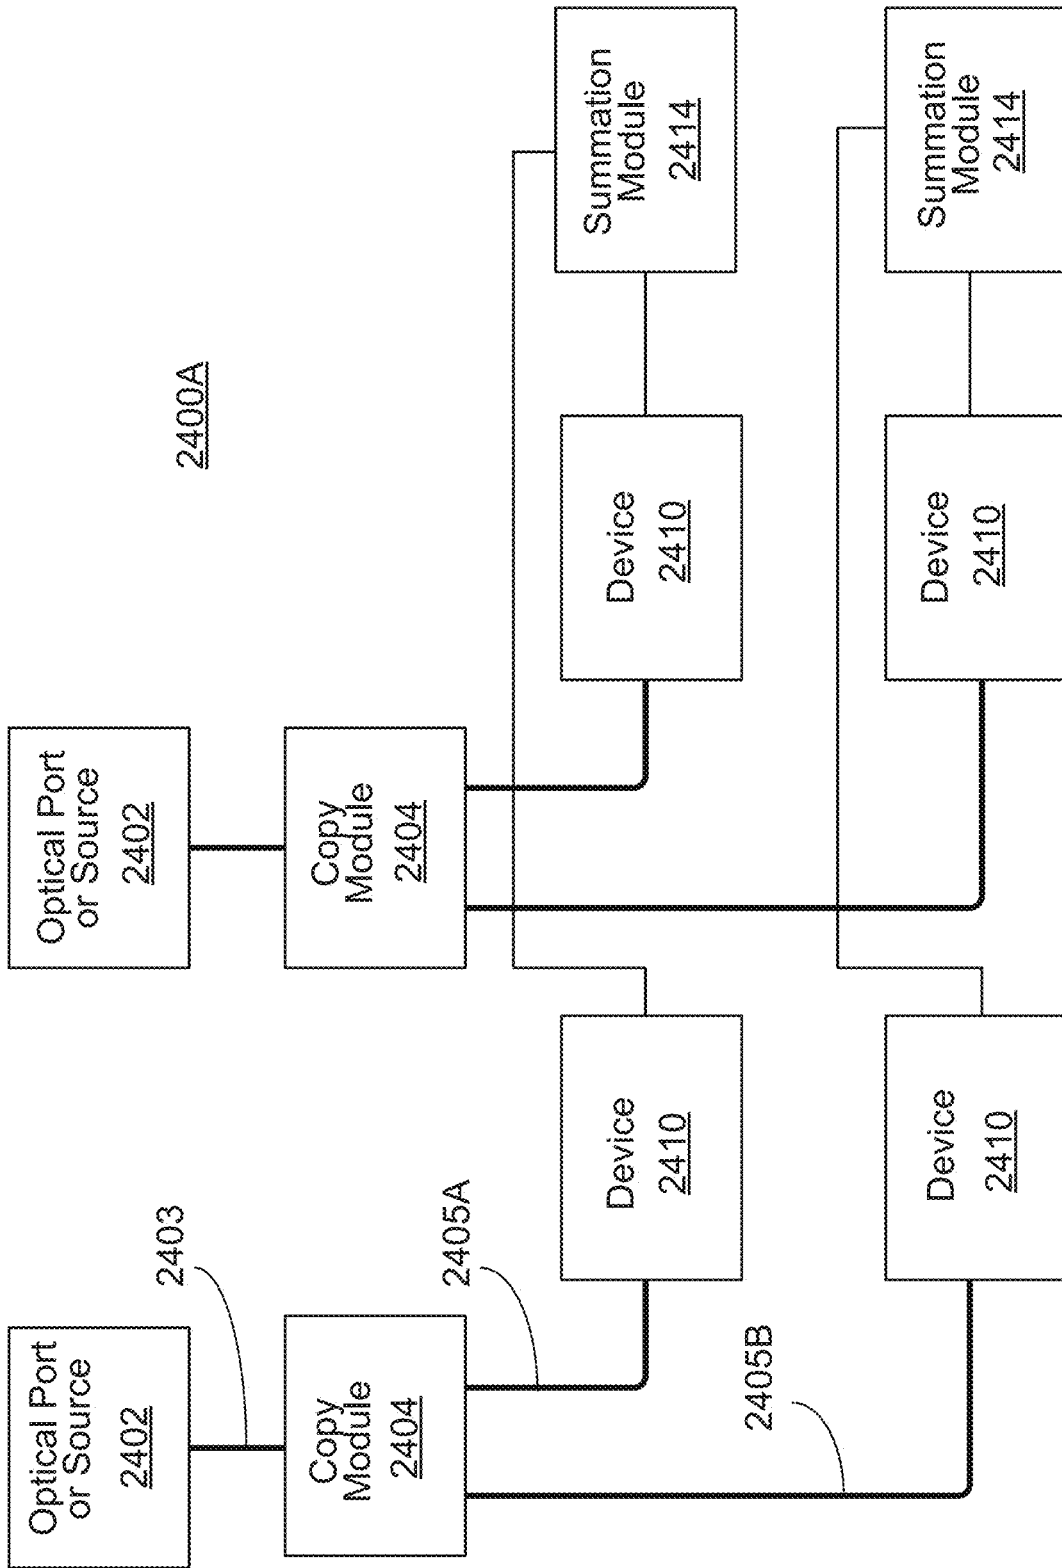 2400A
Optical Port
or Source
2402
2403
Copy
Module
2404
2405A
2405B
Device
2410
Device
2410
Optical Port
or Source
2402
Copy
Module
2404
Device
2410
Device
2410
Summation
Module
2414
Summation
Module
2414